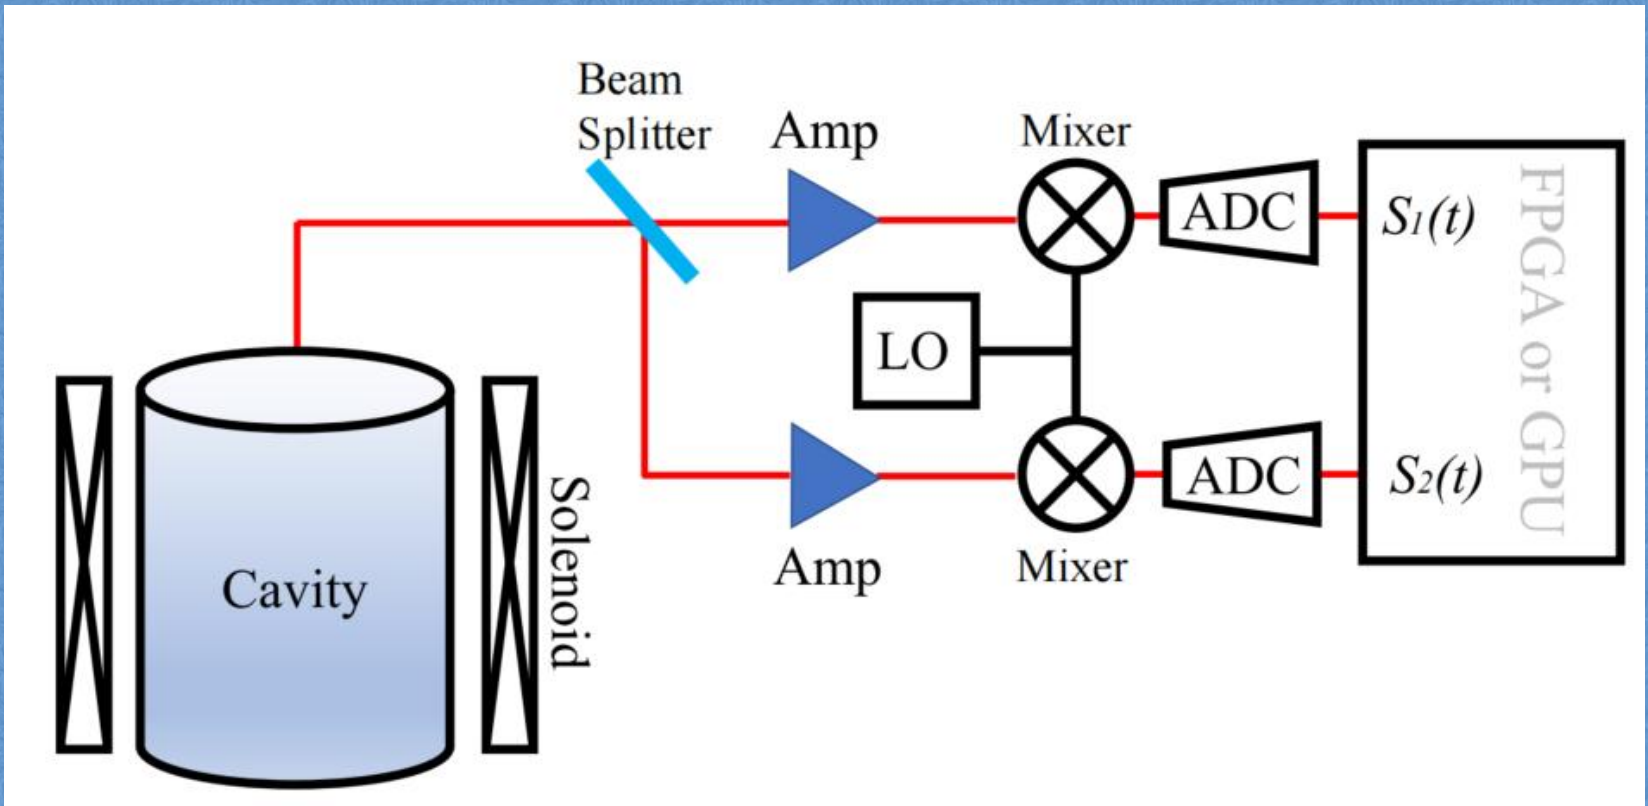 Beam
Splitter
Amp
Mixer
ADC
S1(t)
FPGA or GPU
LO
Cavity
Solenoid
Amp
Mixer
ADC
S2(t)